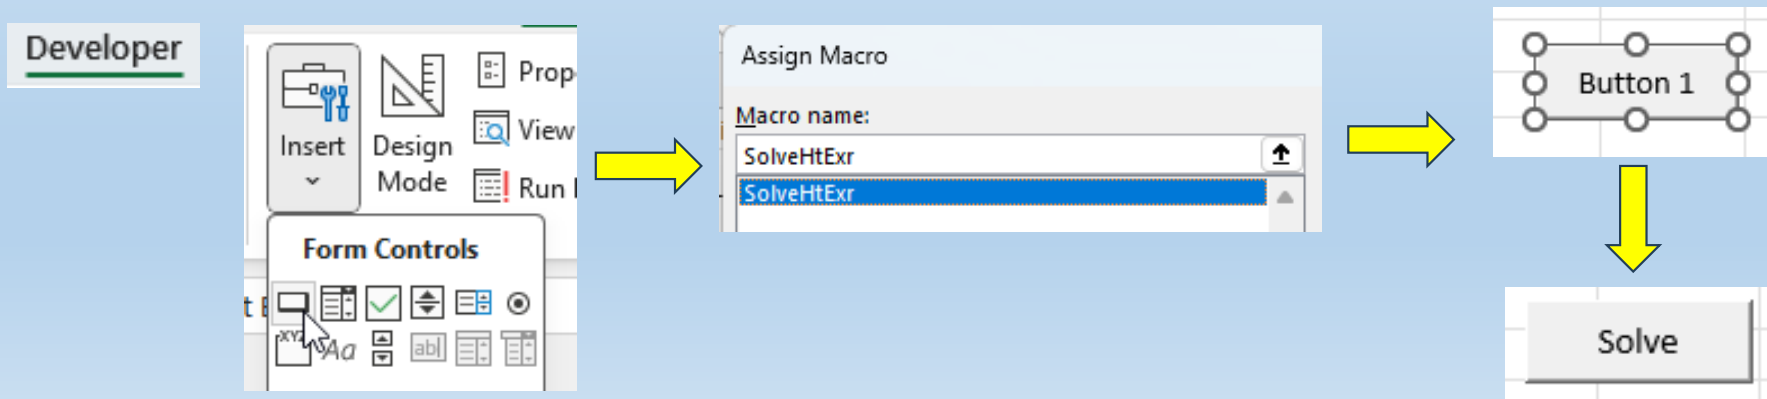 Developer
Insert
Design
Mode
Prop
View
Run
Form Controls
Aa
ab
Assign Macro
Macro name:
SolveHtExr
SolveHtExr
Button 1
Solve